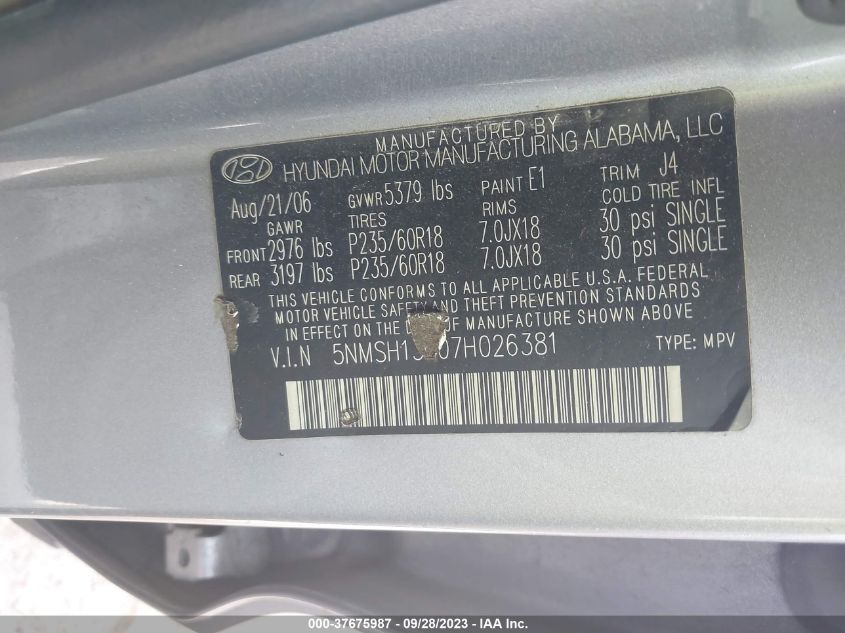 MANUFACTURED BY
HYUNDAI MOTOR MANUFACTURING ALABAMA, LLC
Aug/21/06 GVWR 5379 lbs PAINT E1 TRIM J4
GAWR TIRES RIMS COLD TIRE INFL
FRONT 2976 lbs P235/60R18 7.0JX18 30 psi SINGLE
REAR 3197 lbs P235/60R18 7.0JX18 30 psi SINGLE
THIS VEHICLE CONFORMS TO ALL APPLICABLE U.S.A. FEDERAL
MOTOR VEHICLE SAFETY AND THEFT PREVENTION STANDARDS
IN EFFECT ON THE OF MANUFACTURE SHOWN ABOVE
V.I.N TYPE: MPV
000-37675987 - 09/28/2023 - IAA Inc.